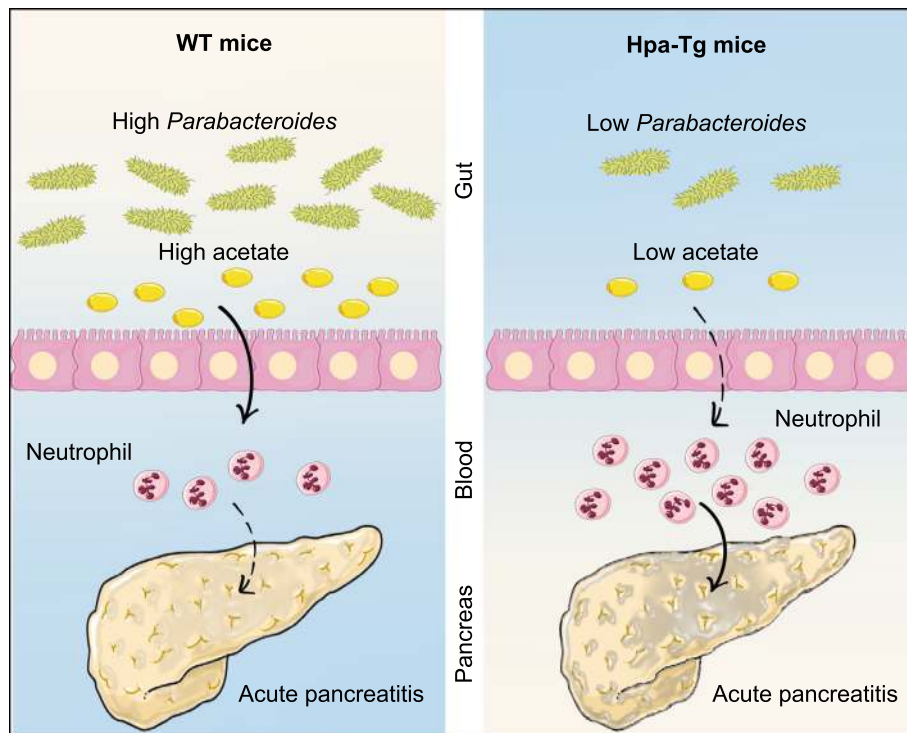 WT mice
High Parabacteroides
High acetate
Neutrophil
Acute pancreatitis
Gut
Blood
Pancreas
Hpa-Tg mice
Low Parabacteroides
Low acetate
Neutrophil
Acute pancreatitis